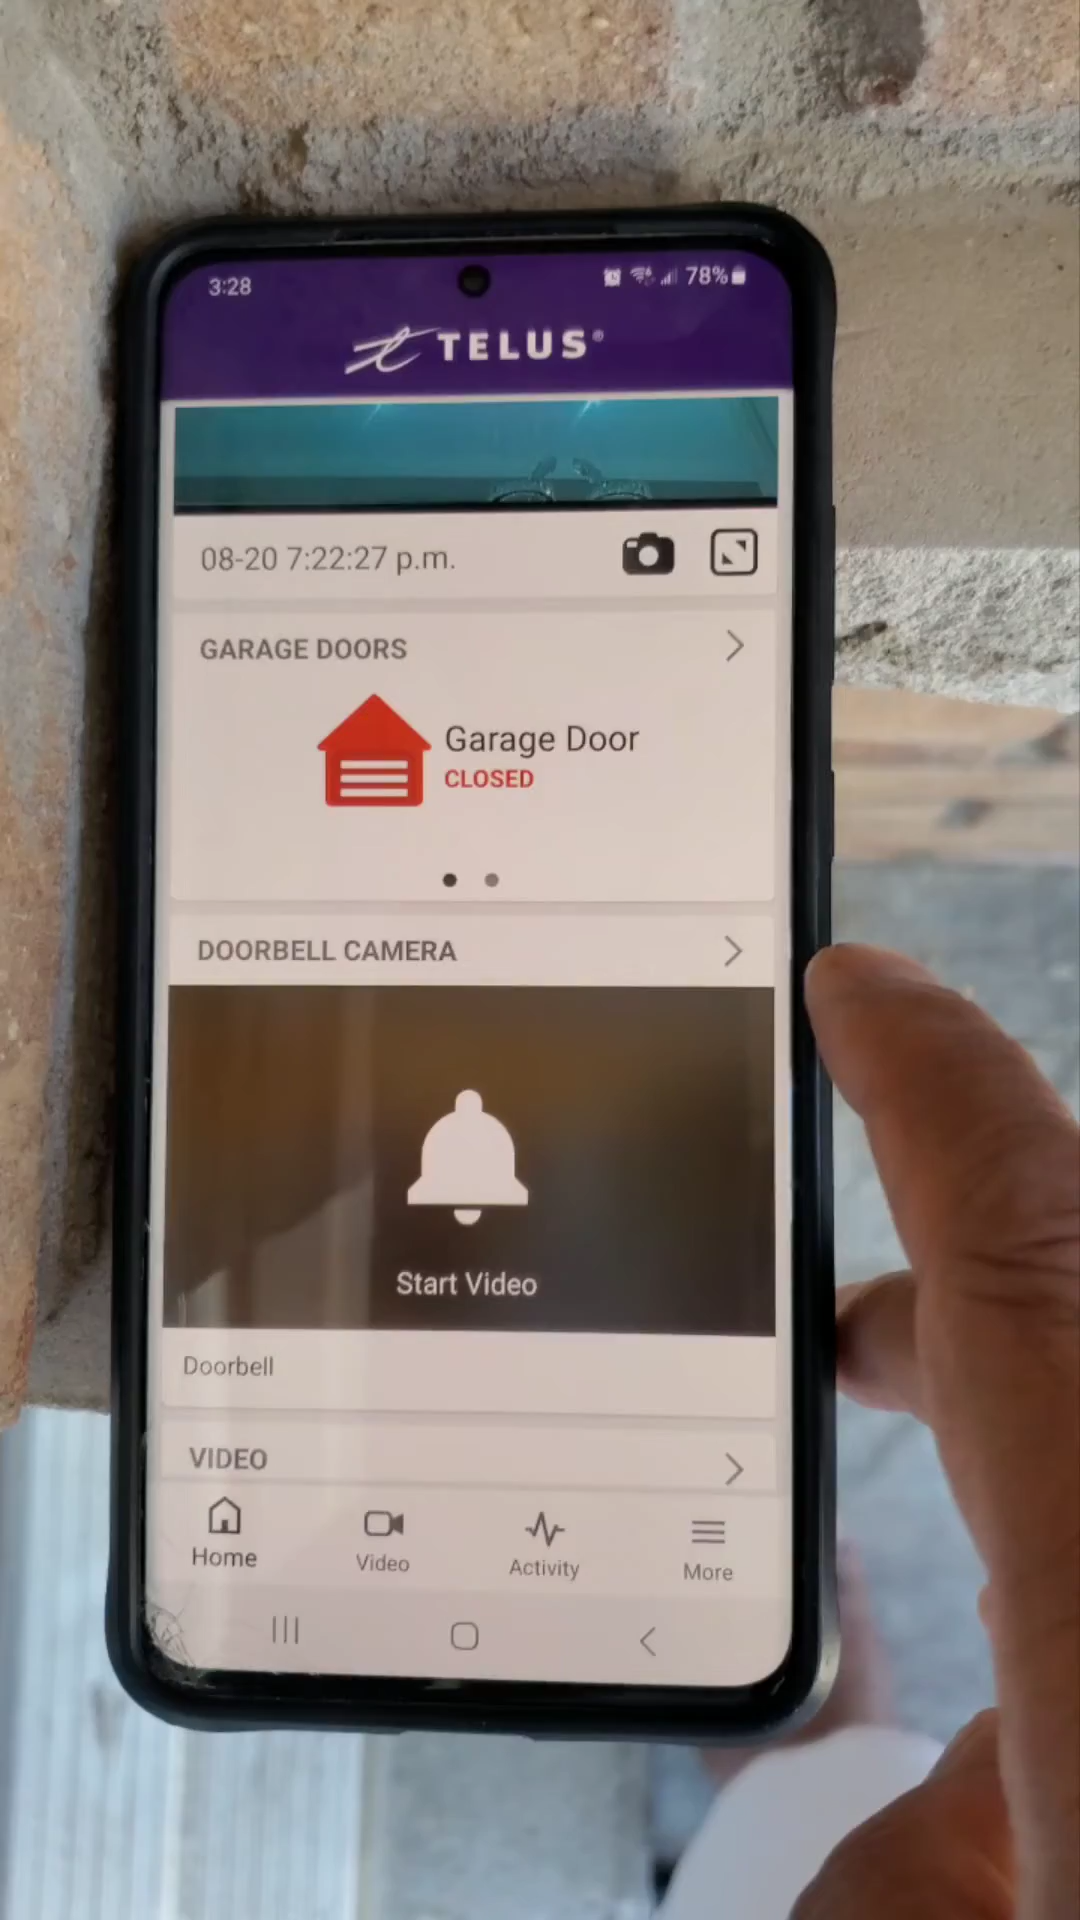 3:28
78%
TELUS®
08-20 7:22:27 p.m.
GARAGE DOORS
Garage Door
CLOSED
DOORBELL CAMERA
Start Video
Doorbell
VIDEO
Home
Video
Activity
More